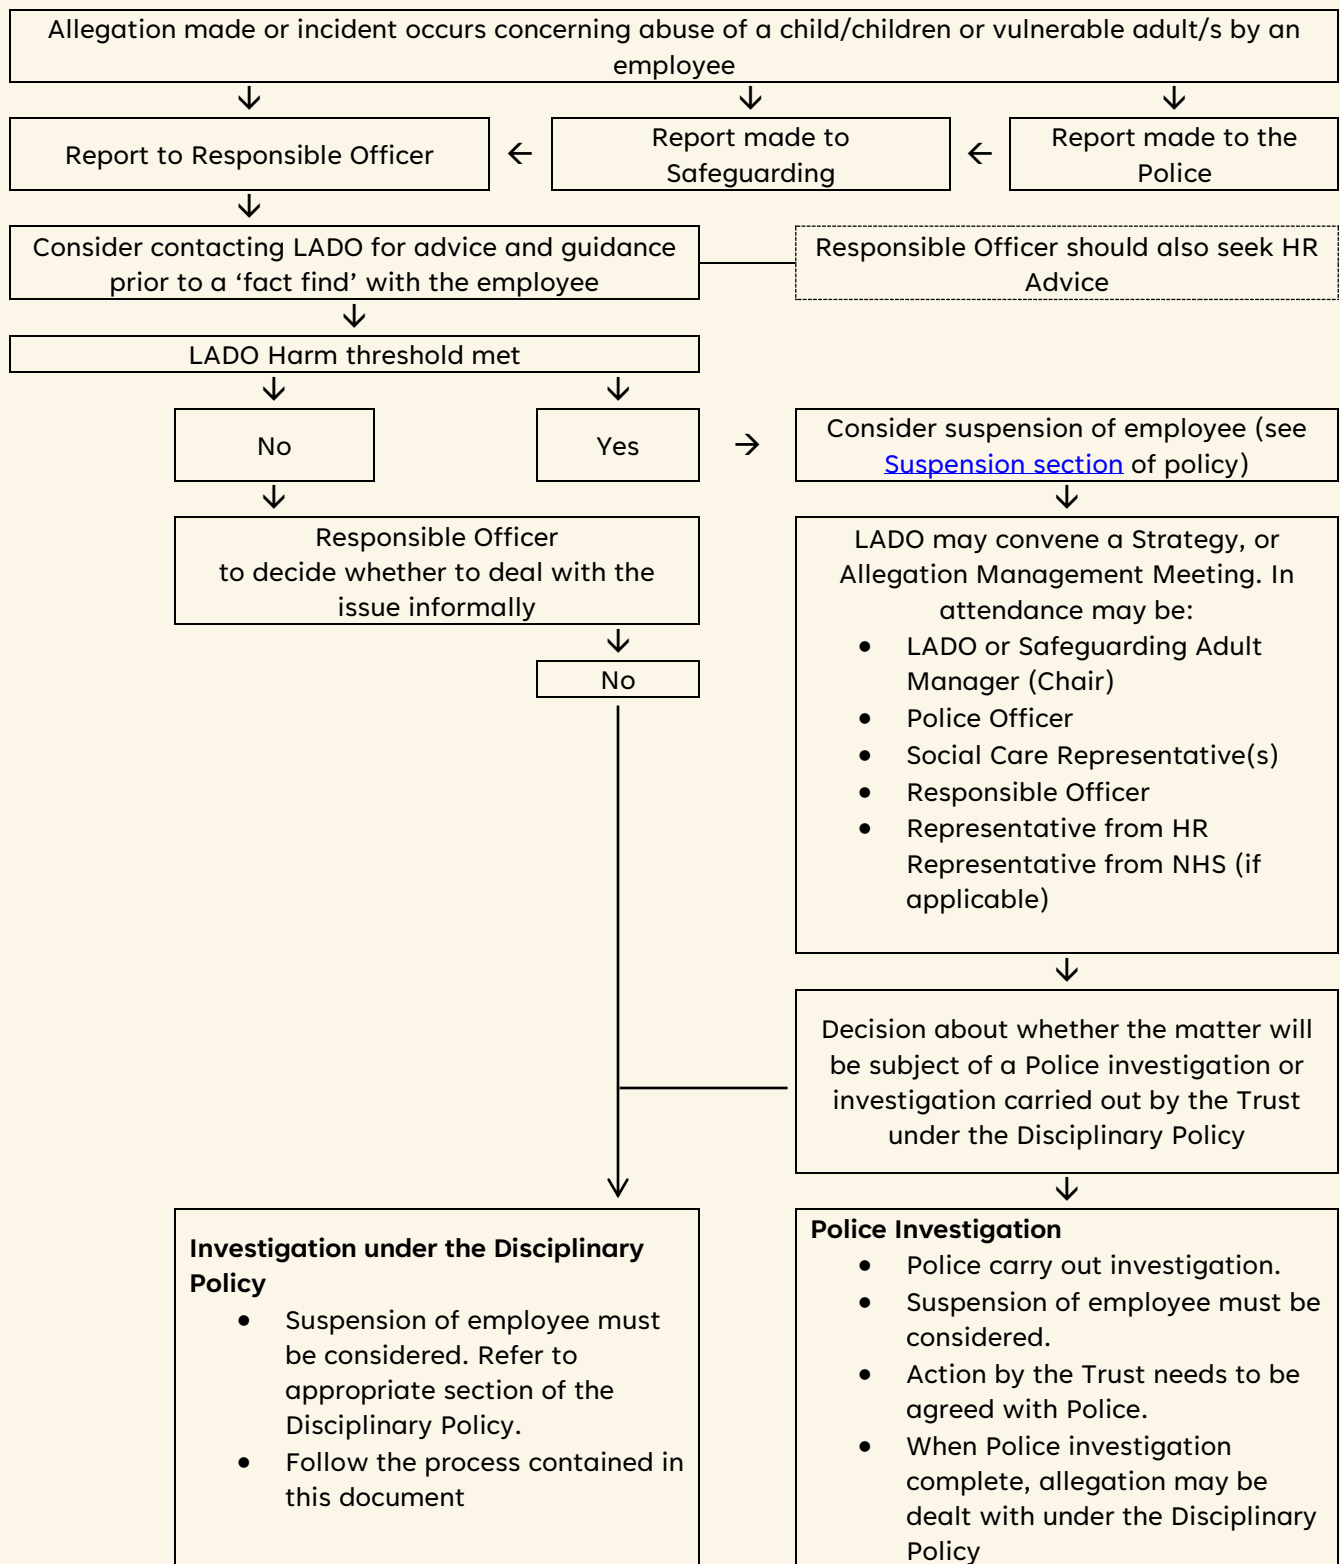 Allegation made or incident occurs concerning abuse of a child/children or vulnerable adult/s by an
employee
Report to Responsible Officer
Report made to
Safeguarding
Report made to the
Police
Consider contacting LADO for advice and guidance
prior to a ‘fact find’ with the employee
Responsible Officer should also seek HR
Advice
LADO Harm threshold met
No
Yes
Consider suspension of employee (see
Suspension section of policy)
Responsible Officer
to decide whether to deal with the
issue informally
No
LADO may convene a Strategy, or
Allegation Management Meeting. In
attendance may be:
• LADO or Safeguarding Adult
Manager (Chair)
• Police Officer
• Social Care Representative(s)
• Responsible Officer
• Representative from HR
Representative from NHS (if
applicable)
Decision about whether the matter will
be subject of a Police investigation or
investigation carried out by the Trust
under the Disciplinary Policy
Investigation under the Disciplinary
Policy
• Suspension of employee must
be considered. Refer to
appropriate section of the
Disciplinary Policy.
• Follow the process contained in
this document
Police Investigation
• Police carry out investigation.
• Suspension of employee must be
considered.
• Action by the Trust needs to be
agreed with Police.
• When Police investigation
complete, allegation may be
dealt with under the Disciplinary
Policy